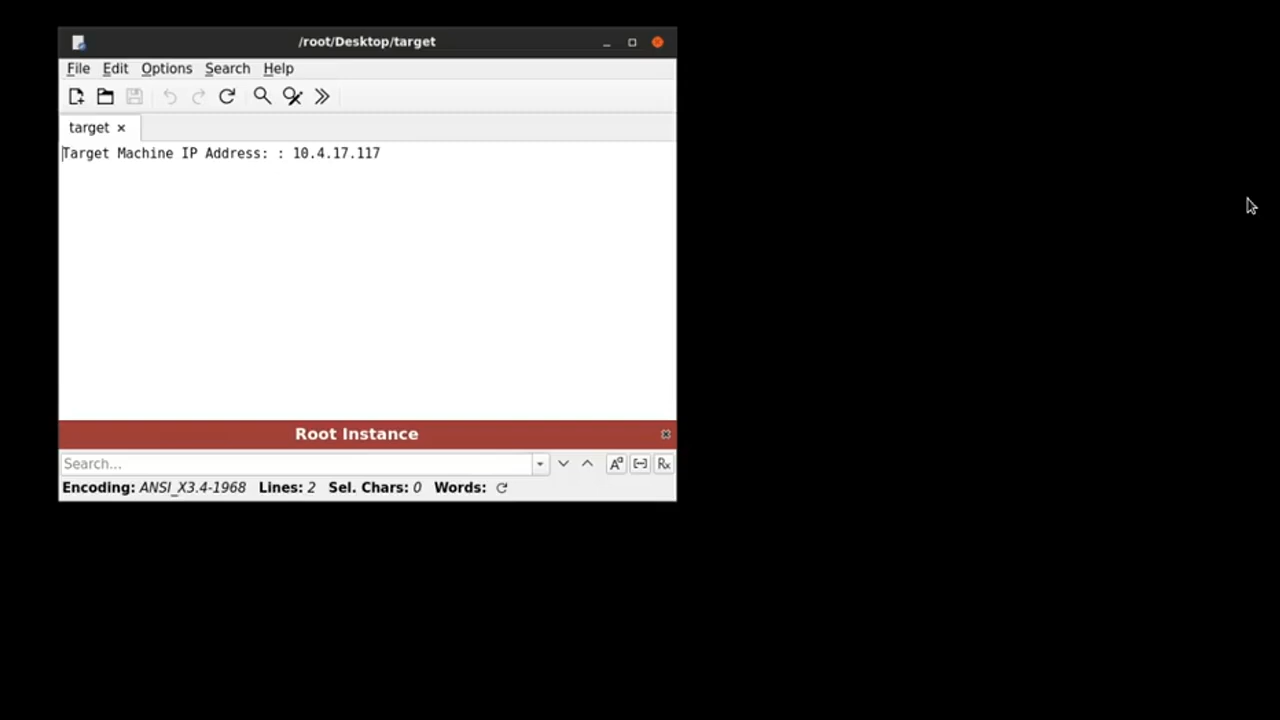 /root/Desktop/target
File Edit Options Search Help
target
Target Machine IP Address: : 10.4.17.117
Root Instance
Search...
Encoding: ANSI_X3.4-1968 Lines: 2 Sel. Chars: 0 Words: